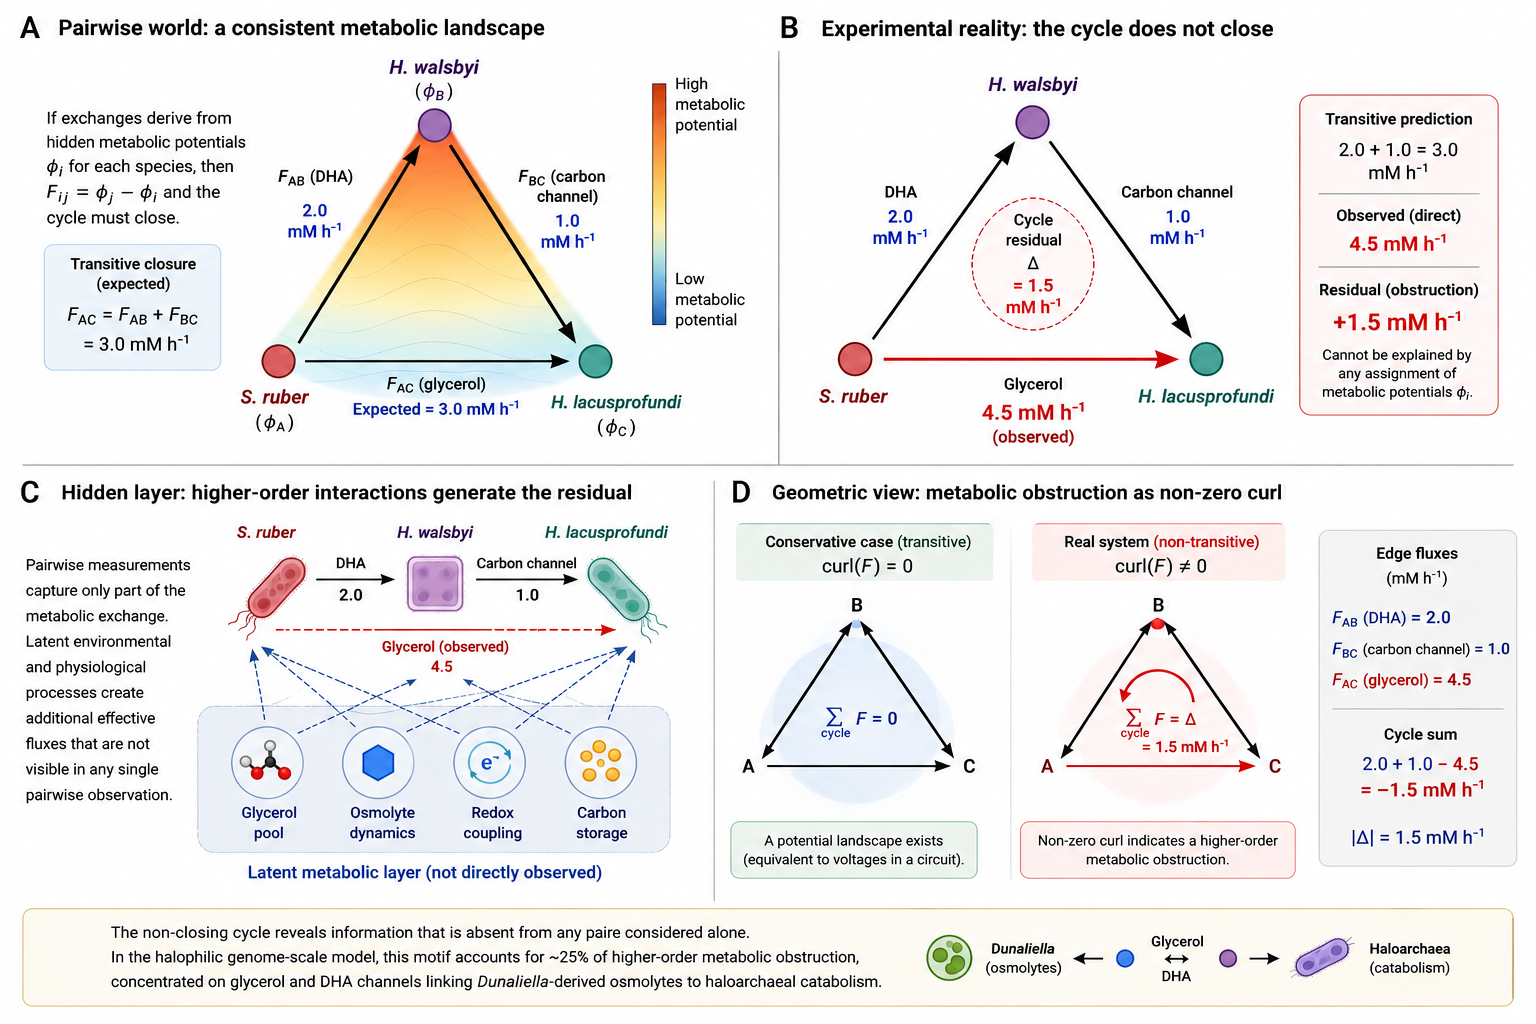 A Pairwise world: a consistent metabolic landscape
If exchanges derive from
hidden metabolic potentials
ϕi for each species, then
Fij = ϕj − ϕi and the
cycle must close.
Transitive closure
(expected)
FAC = FAB + FBC
= 3.0 mM h⁻¹
H. walsbyi
(ϕB)
FAB (DHA)
2.0
mM h⁻¹
FBC (carbon
channel)
1.0
mM h⁻¹
FAC (glycerol)
Expected = 3.0 mM h⁻¹
S. ruber
(ϕA)
H. lacusprofundi
(ϕC)
High
metabolic
potential
Low
metabolic
potential
B Experimental reality: the cycle does not close
H. walsbyi
DHA
2.0
mM h⁻¹
Carbon channel
1.0
mM h⁻¹
Cycle
residual
Δ
= 1.5
mM h⁻¹
S. ruber
H. lacusprofundi
Glycerol
4.5 mM h⁻¹
(observed)
Transitive prediction
2.0 + 1.0 = 3.0
mM h⁻¹
Observed (direct)
4.5 mM h⁻¹
Residual (obstruction)
+1.5 mM h⁻¹
Cannot be explained by
any assignment of
metabolic potentials ϕi.
C Hidden layer: higher-order interactions generate the residual
Pairwise measurements
capture only part of the
metabolic exchange.
Latent environmental
and physiological
processes create
additional effective
fluxes that are not
visible in any single
pairwise observation.
S. ruber
H. walsbyi
H. lacusprofundi
DHA
2.0
Carbon channel
1.0
Glycerol (observed)
4.5
e⁻
Glycerol
pool
Osmolyte
dynamics
Redox
coupling
Carbon
storage
Latent metabolic layer (not directly observed)
D Geometric view: metabolic obstruction as non-zero curl
Conservative case (transitive)
curl(F) = 0
B
∑ F = 0
cycle
A
C
A potential landscape exists
(equivalent to voltages in a circuit).
Real system (non-transitive)
curl(F) ≠ 0
B
∑ F = Δ
cycle
= 1.5 mM h⁻¹
A
C
Non-zero curl indicates a higher-order
metabolic obstruction.
Edge fluxes
(mM h⁻¹)
FAB (DHA) = 2.0
FBC (carbon channel) = 1.0
FAC (glycerol) = 4.5
Cycle sum
2.0 + 1.0 − 4.5
= −1.5 mM h⁻¹
|Δ| = 1.5 mM h⁻¹
The non-closing cycle reveals information that is absent from any paire considered alone.
In the halophilic genome-scale model, this motif accounts for ~25% of higher-order metabolic obstruction,
concentrated on glycerol and DHA channels linking Dunaliella-derived osmolytes to haloarchaeal catabolism.
Dunaliella
(osmolytes)
Glycerol
↔
DHA
Haloarchaea
(catabolism)